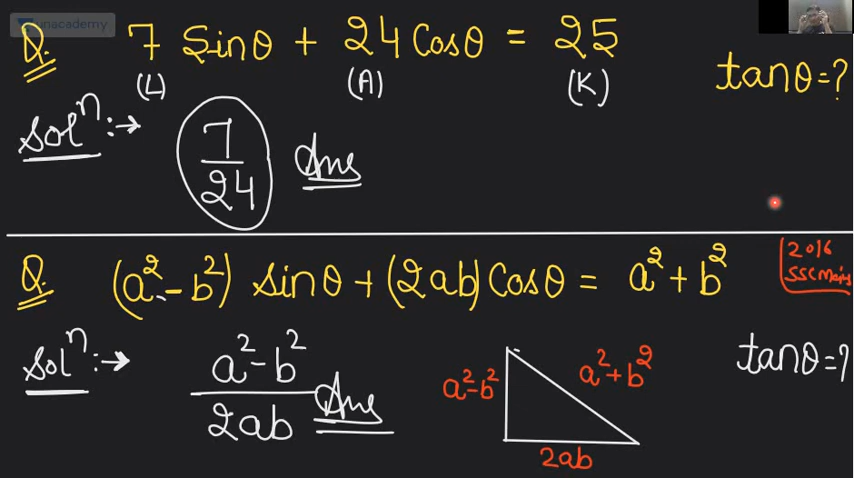 unacademy
Q. 7 Sinθ + 24 Cosθ = 25
(L) (A) (K)
tanθ = ?
Solⁿ :→ 7/24 Ans
Q. (a² - b²) sinθ + (2ab) Cosθ = a² + b²
2016
SSC Mains
Solⁿ :→ a² - b² / 2ab Ans
a² - b²
a² + b²
2ab
tanθ = ?